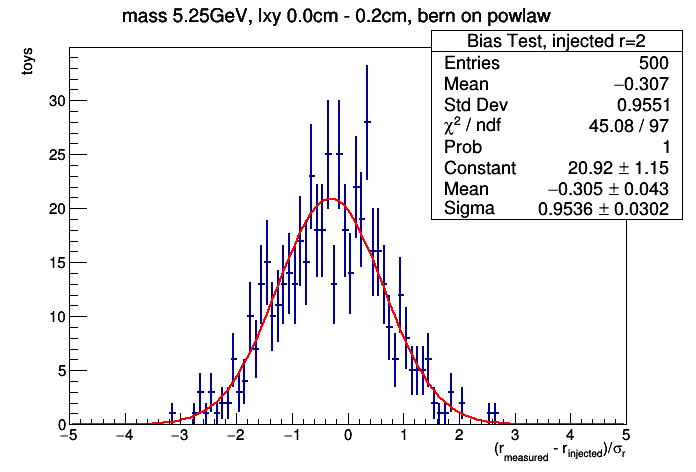 mass 5.25GeV, lxy 0.0cm - 0.2cm, bern on powlaw
toys
Bias Test, injected r=2
Entries 500
Mean −0.307
Std Dev 0.9551
χ² / ndf 45.08 / 97
Prob 1
Constant 20.92 ± 1.15
Mean −0.305 ± 0.043
Sigma 0.9536 ± 0.0302
30
25
20
15
10
5
0
−5 −4 −3 −2 −1 0 1 2 3 4 5
(r_measured - r_injected)/σ_r